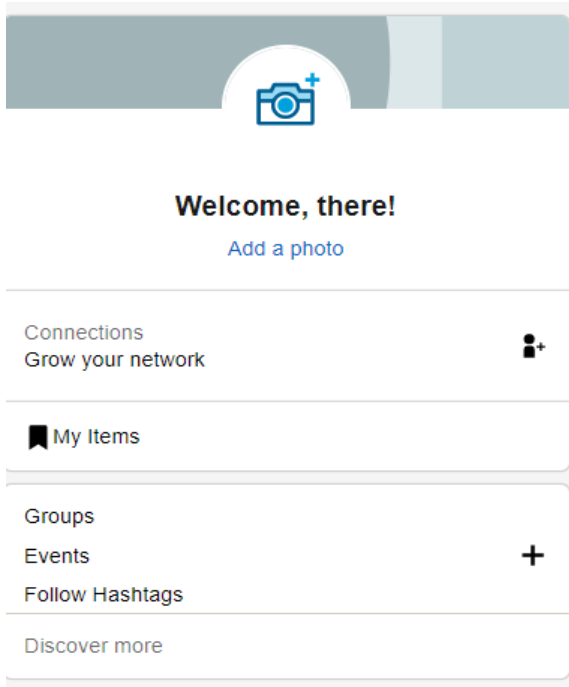 Welcome, there!
Add a photo
Connections
Grow your network
My Items
Groups
Events
Follow Hashtags
Discover more